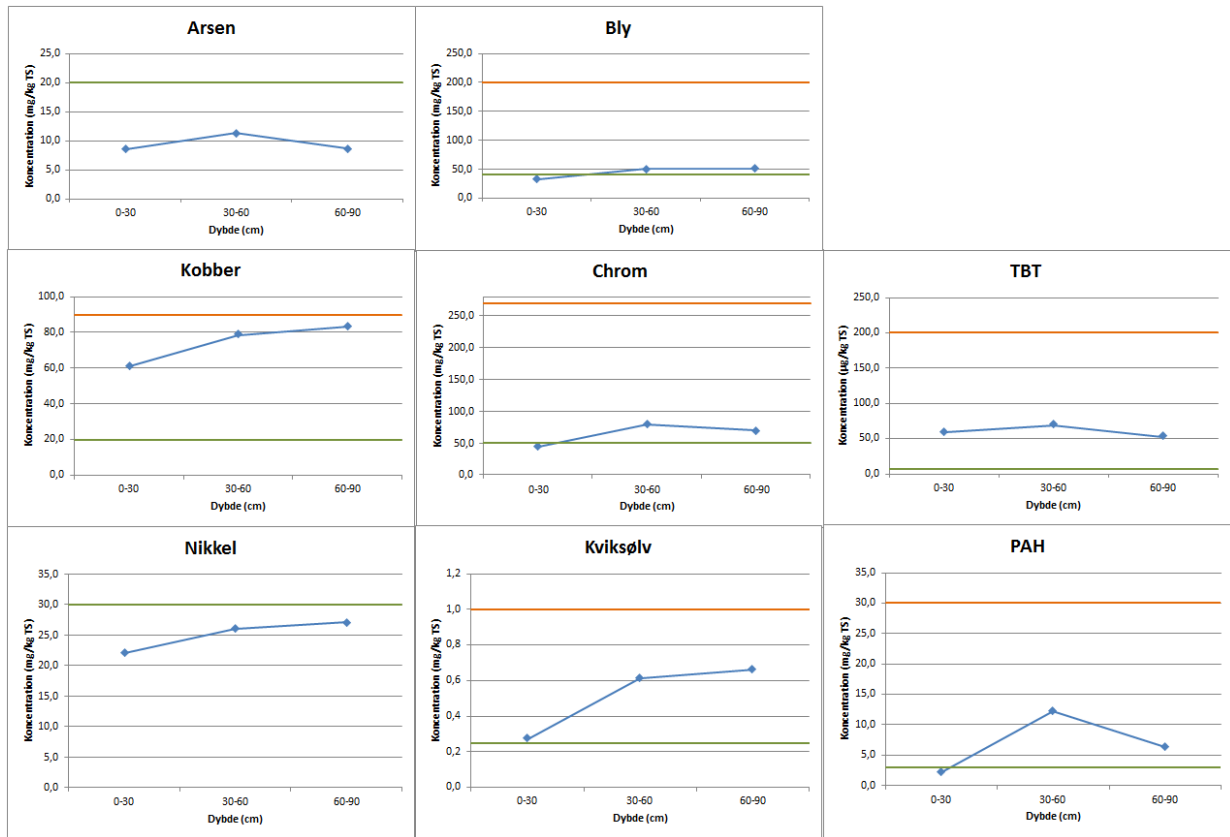 Arsen
Koncentration (mg/kg TS)
25,0
20,0
15,0
10,0
5,0
0,0
0-30 30-60 60-90
Dybde (cm)
Bly
Koncentration (mg/kg TS)
250,0
200,0
150,0
100,0
50,0
0,0
0-30 30-60 60-90
Dybde (cm)
Kobber
Koncentration (mg/kg TS)
100,0
80,0
60,0
40,0
20,0
0,0
0-30 30-60 60-90
Dybde (cm)
Chrom
Koncentration (mg/kg TS)
250,0
200,0
150,0
100,0
50,0
0,0
0-30 30-60 60-90
Dybde (cm)
TBT
Koncentration (µg/kg TS)
250,0
200,0
150,0
100,0
50,0
0,0
0-30 30-60 60-90
Dybde (cm)
Nikkel
Koncentration (mg/kg TS)
35,0
30,0
25,0
20,0
15,0
10,0
5,0
0,0
0-30 30-60 60-90
Dybde (cm)
Kviksølv
Koncentration (mg/kg TS)
1,2
1,0
0,8
0,6
0,4
0,2
0,0
0-30 30-60 60-90
Dybde (cm)
PAH
Koncentration (mg/kg TS)
35,0
30,0
25,0
20,0
15,0
10,0
5,0
0,0
0-30 30-60 60-90
Dybde (cm)